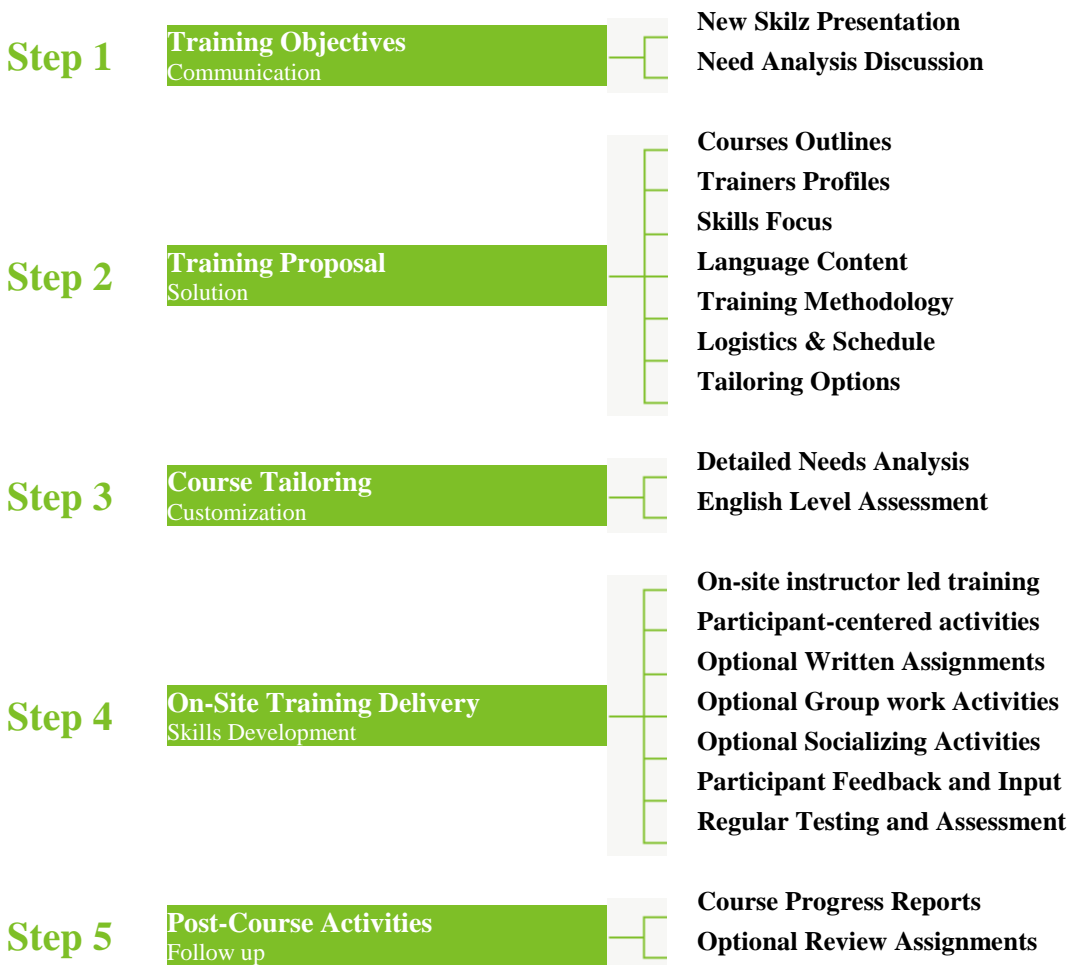 Step 1
Training Objectives
Communication
New Skilz Presentation
Need Analysis Discussion
Step 2
Training Proposal
Solution
Courses Outlines
Trainers Profiles
Skills Focus
Language Content
Training Methodology
Logistics & Schedule
Tailoring Options
Step 3
Course Tailoring
Customization
Detailed Needs Analysis
English Level Assessment
Step 4
On-Site Training Delivery
Skills Development
On-site instructor led training
Participant-centered activities
Optional Written Assignments
Optional Group work Activities
Optional Socializing Activities
Participant Feedback and Input
Regular Testing and Assessment
Step 5
Post-Course Activities
Follow up
Course Progress Reports
Optional Review Assignments